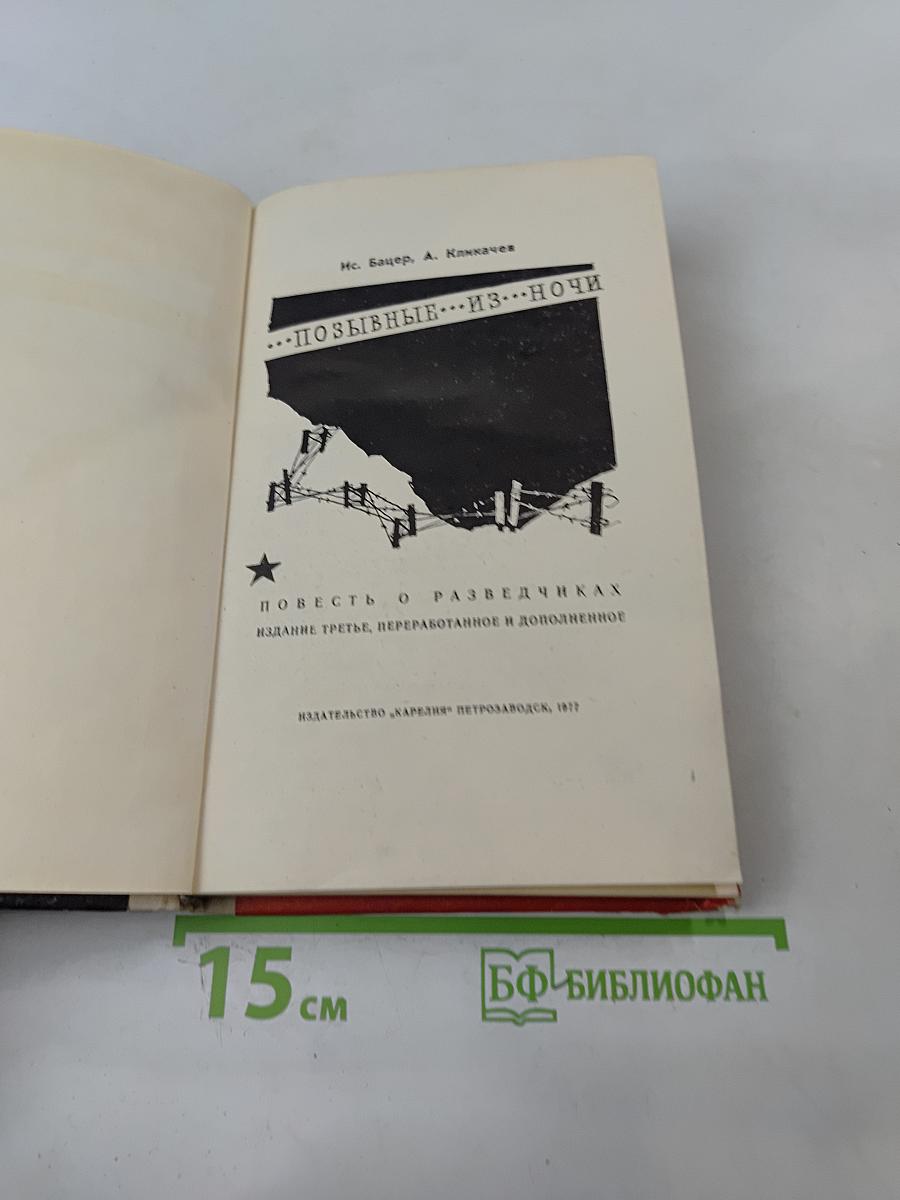 Ис. Бацер, А. Кликачев
...ПОЗЫВНЫЕ...ИЗ...НОЧИ
ПОВЕСТЬ О РАЗВЕДЧИКАХ
ИЗДАНИЕ ТРЕТЬЕ, ПЕРЕРАБОТАННОЕ И ДОПОЛНЕННОЕ
ИЗДАТЕЛЬСТВО „КАРЕЛИЯ" ПЕТРОЗАВОДСК, 1977
15 см
БФ БИБЛИОФАН